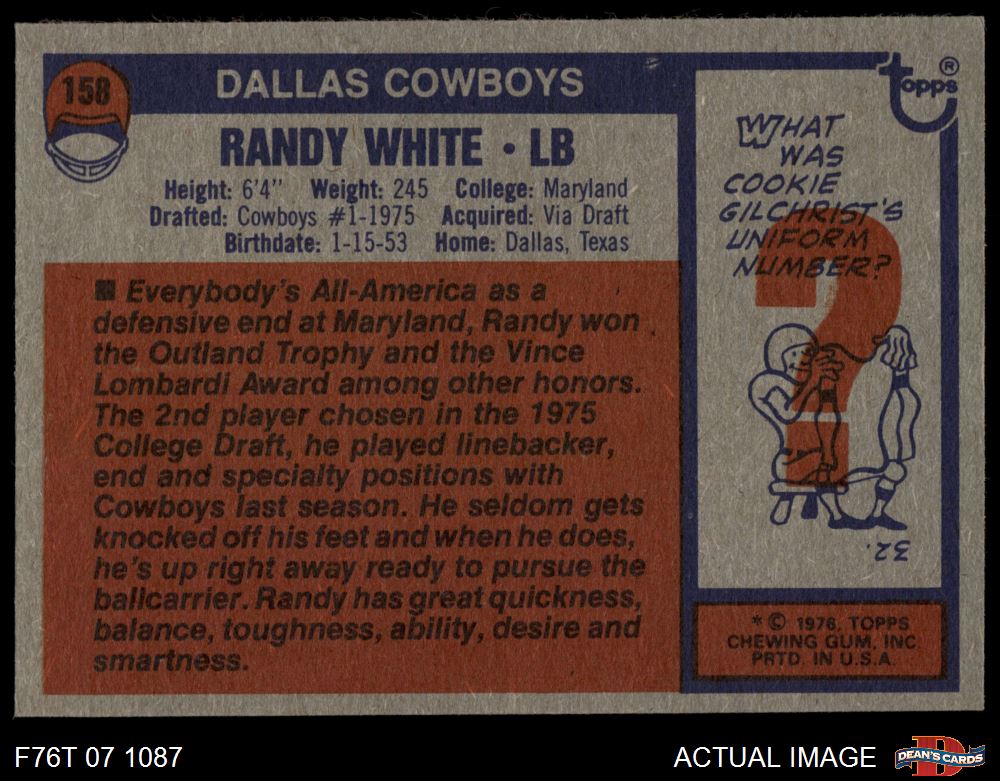 158
DALLAS COWBOYS
topps®
RANDY WHITE • LB
Height: 6'4" Weight: 245 College: Maryland
Drafted: Cowboys #1-1975 Acquired: Via Draft
Birthdate: 1-15-53 Home: Dallas, Texas
■ Everybody's All-America as a
defensive end at Maryland, Randy won
the Outland Trophy and the Vince
Lombardi Award among other honors.
The 2nd player chosen in the 1975
College Draft, he played linebacker,
end and specialty positions with
Cowboys last season. He seldom gets
knocked off his feet and when he does,
he's up right away ready to pursue the
ballcarrier. Randy has great quickness,
balance, toughness, ability, desire and
smartness.
WHAT
WAS
COOKIE
GILCHRIST'S
UNIFORM
NUMBER?
?
32.
* © 1976, TOPPS
CHEWING GUM, INC.
PRTD. IN U.S.A.
F76T 07 1087
ACTUAL IMAGE
D
DEAN'S CARDS